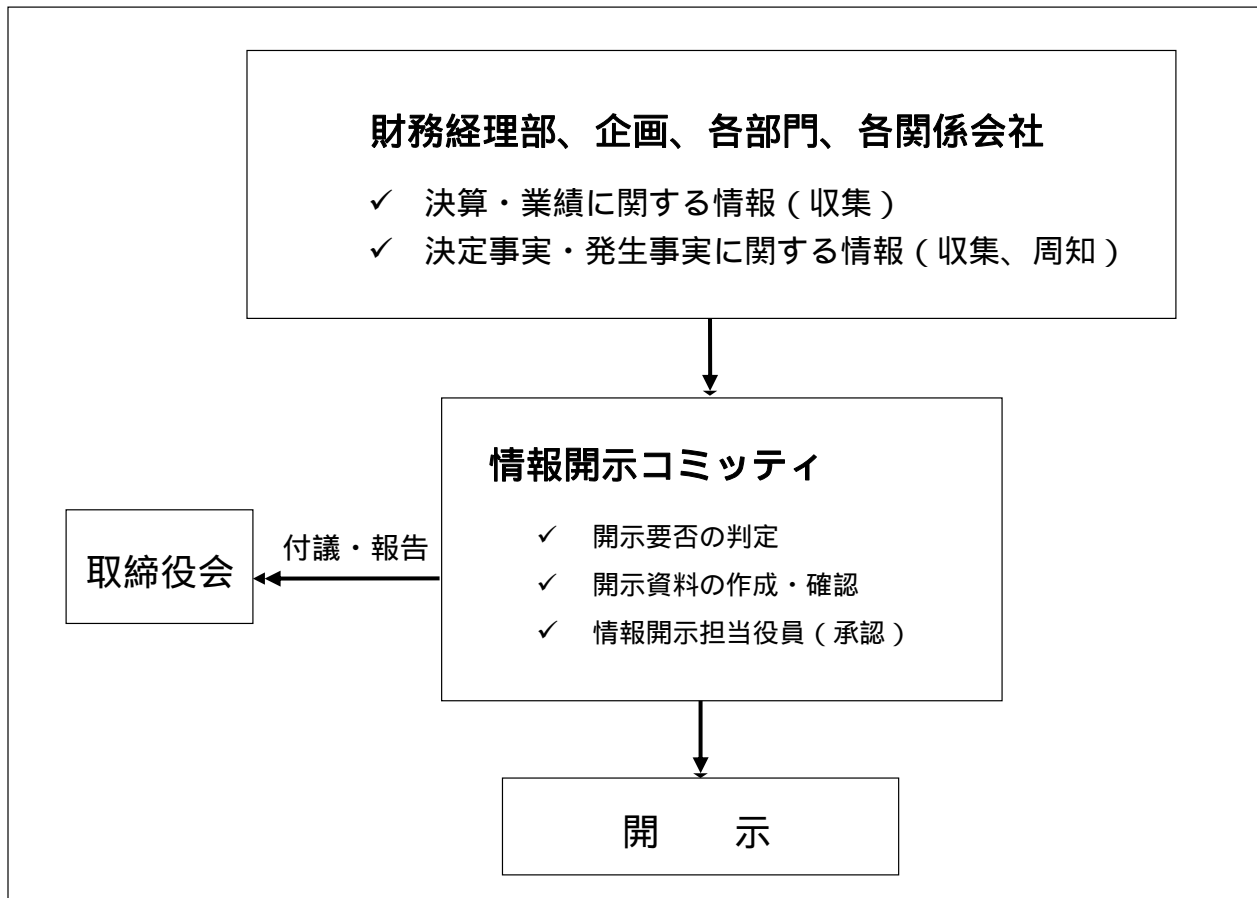 財務経理部、企画、各部門、各関係会社
✓ 決算・業績に関する情報（収集）
✓ 決定事実・発生事実に関する情報（収集、周知）
情報開示コミッティ
✓ 開示要否の判定
✓ 開示資料の作成・確認
✓ 情報開示担当役員（承認）
付議・報告
取締役会
開　　示